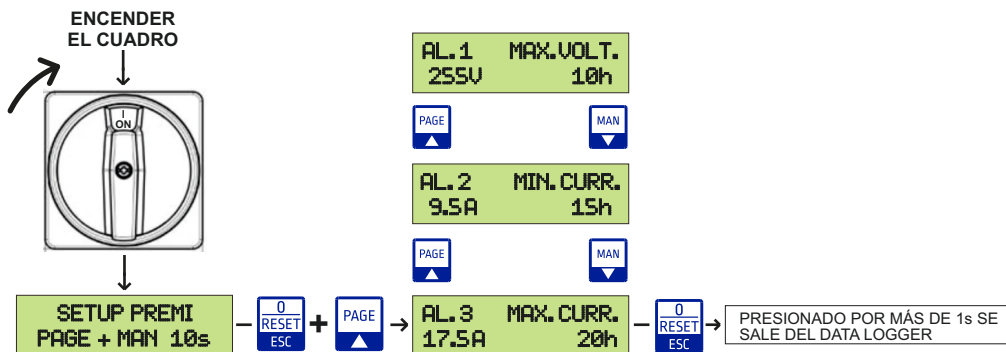 ENCENDER
EL CUADRO
I
ON
SETUP PREMI
PAGE + MAN 10s
0
RESET
ESC
+
PAGE
AL.1 MAX.VOLT.
255V 10h
PAGE
MAN
AL.2 MIN.CURR.
9.5A 15h
PAGE
MAN
AL.3 MAX.CURR.
17.5A 20h
0
RESET
ESC
PRESIONADO POR MÁS DE 1s SE
SALE DEL DATA LOGGER